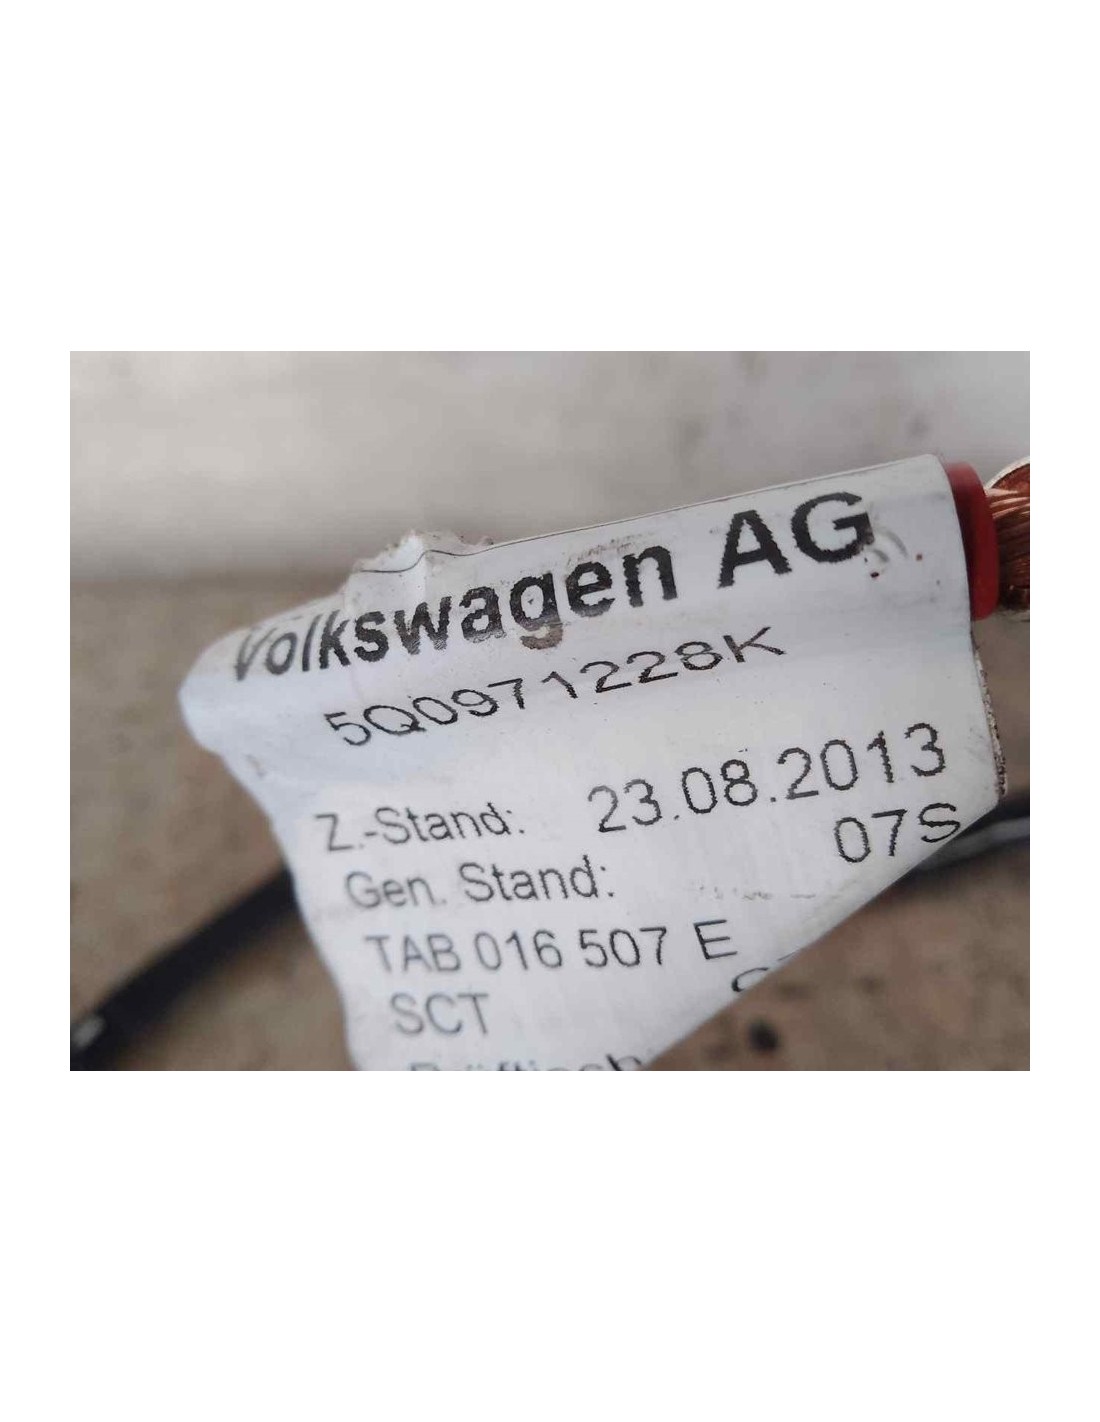 Volkswagen AG
5Q0971228K
Z.-Stand: 23.08.2013
Gen. Stand: 07S
TAB 016 507 E
SCT